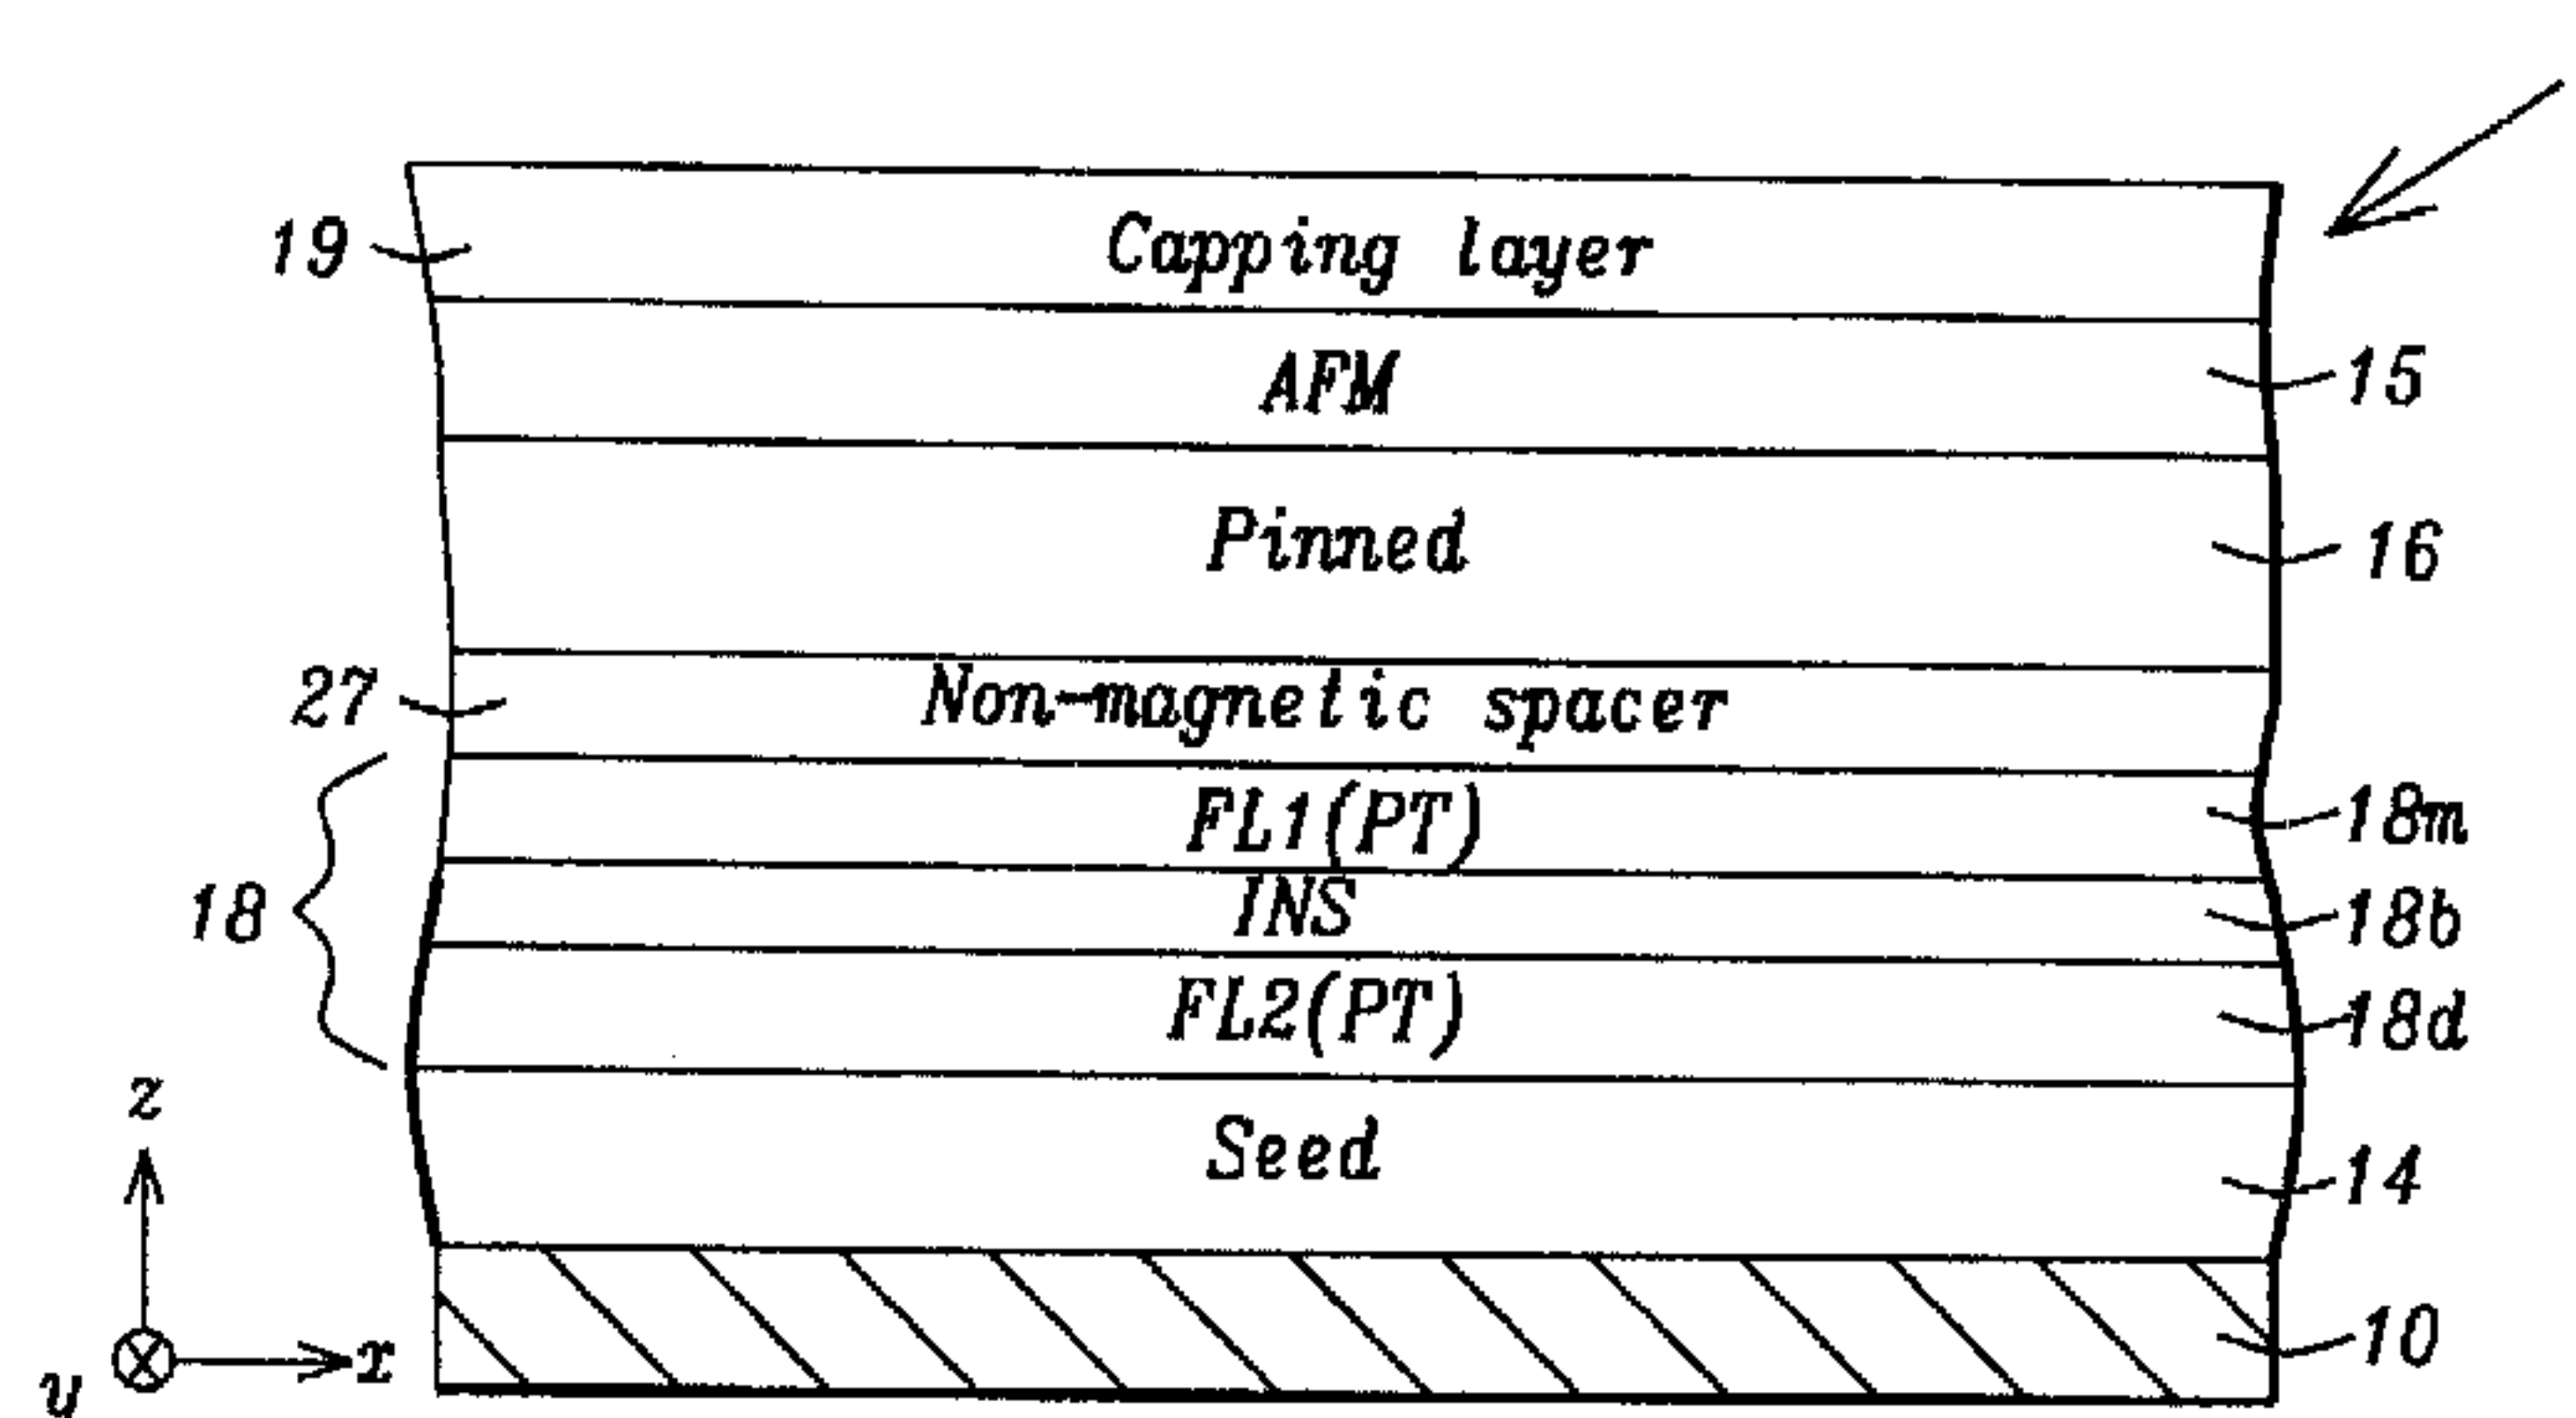 19 Capping layer
AFM 15
Pinned 16
27 Non-magnetic spacer
FL1(PT) 18m
18 INS 18b
FL2(PT) 18d
z
Seed 14
10
y x